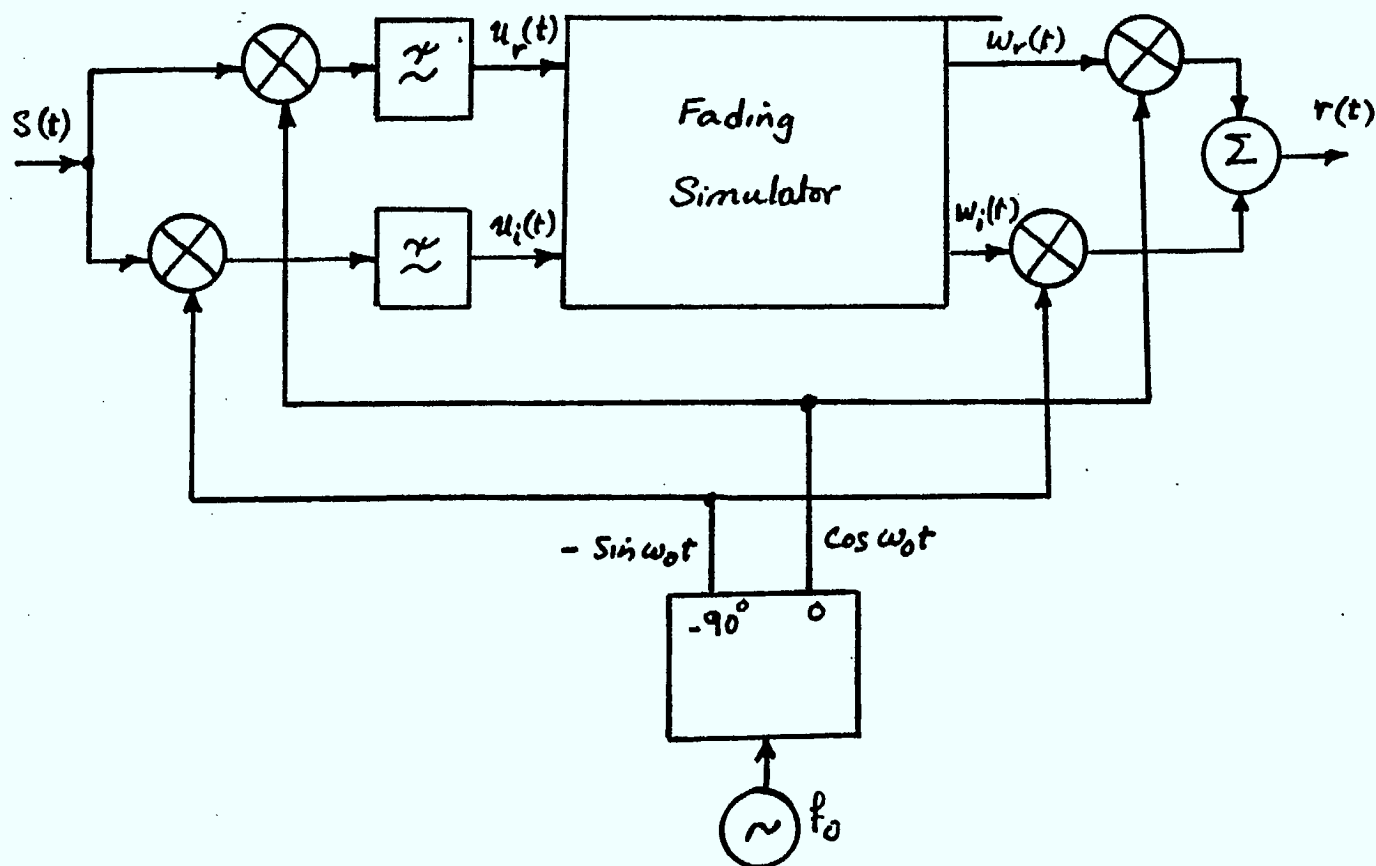 S(t)
u_r(t)
u_i(t)
Fading
Simulator
w_r(t)
w_i(t)
Σ
r(t)
- Sin ω₀t
cos ω₀t
-90°
0
f₀